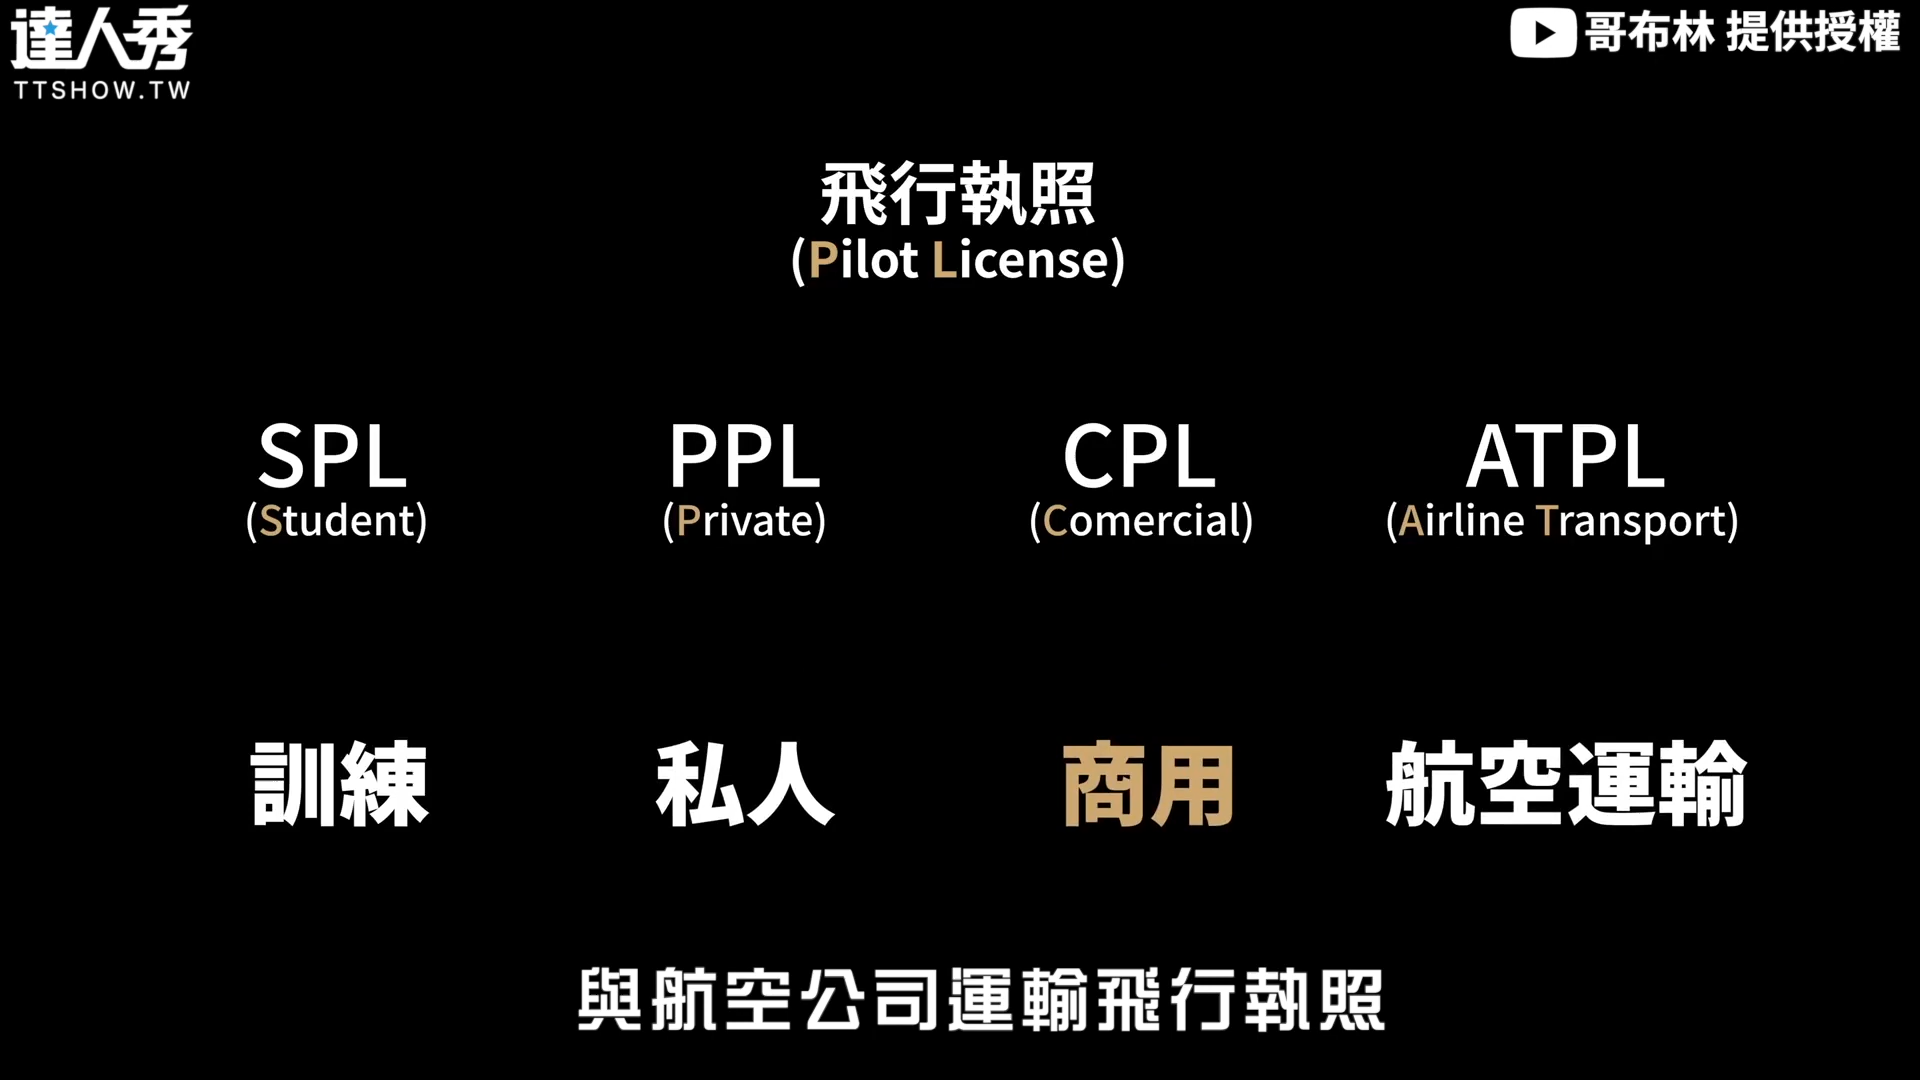 達人秀
TTSHOW.TW
哥布林 提供授權
飛行執照
(Pilot License)
SPL PPL CPL ATPL
(Student) (Private) (Comercial) (Airline Transport)
訓練 私人 商用 航空運輸
與航空公司運輸飛行執照